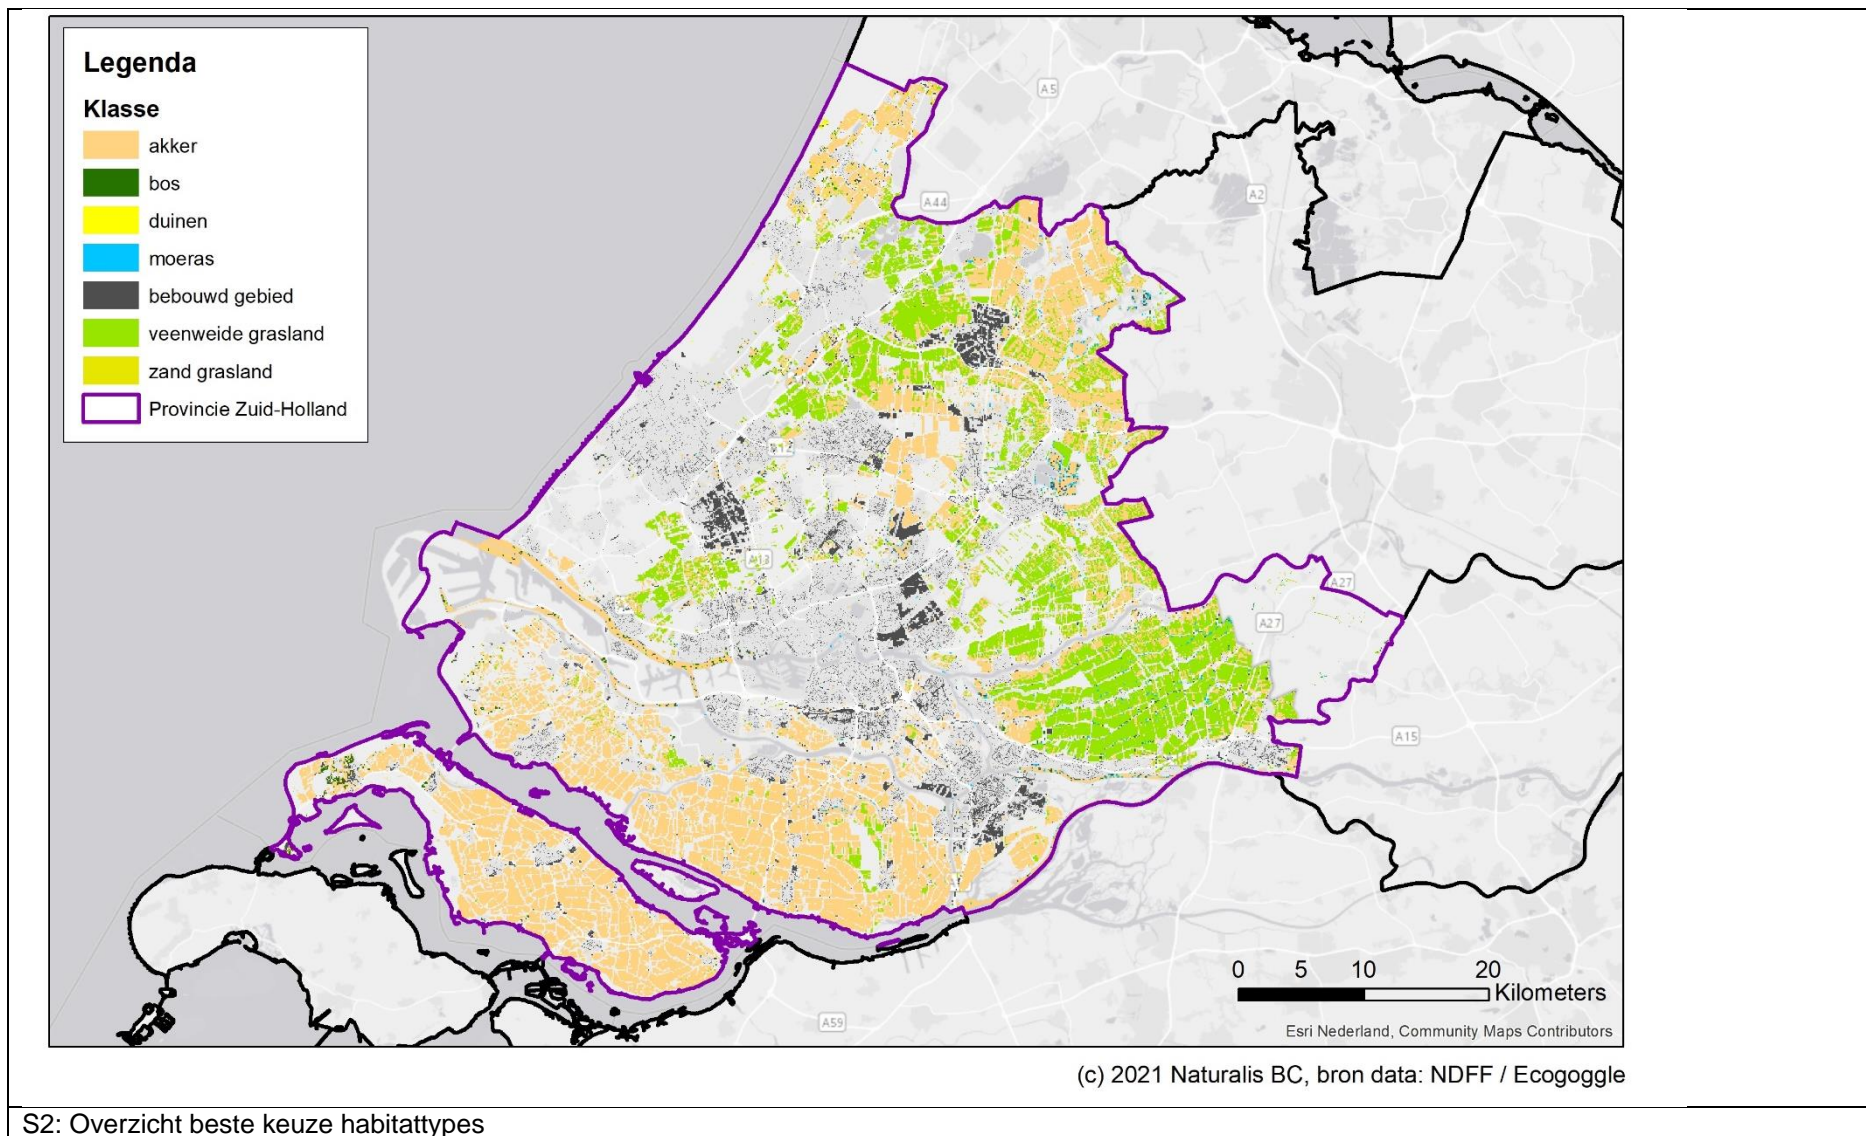 Legenda
Klasse
akker
bos
duinen
moeras
bebouwd gebied
veenweide grasland
zand grasland
Provincie Zuid-Holland
A5
A44
A2
A13
A27
A27
A15
A59
0 5 10 20
Kilometers
Esri Nederland, Community Maps Contributors
(c) 2021 Naturalis BC, bron data: NDFF / Ecogoggle
S2: Overzicht beste keuze habitattypes